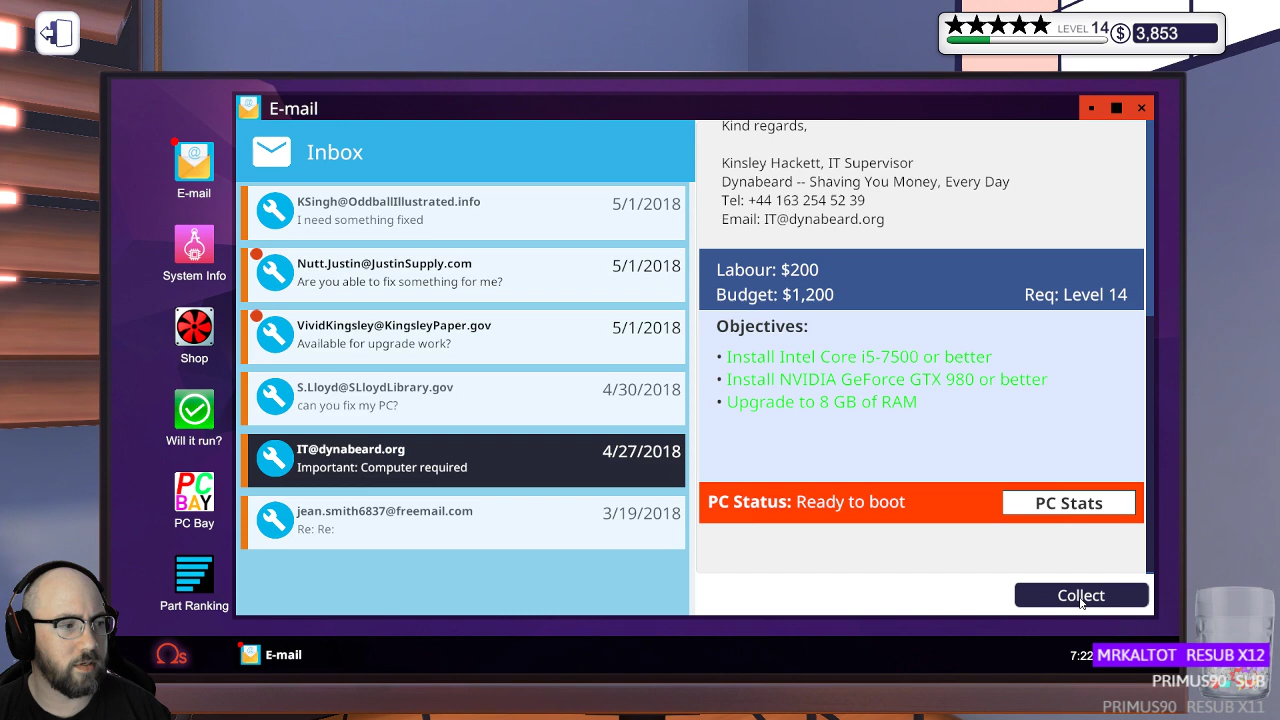 LEVEL 14
$ 3,853
E-mail
E-mail
System Info
Shop
Will it run?
PC BAY
PC Bay
Part Ranking
Inbox
KSingh@OddballIllustrated.info 5/1/2018
I need something fixed
Nutt.Justin@JustinSupply.com 5/1/2018
Are you able to fix something for me?
VividKingsley@KingsleyPaper.gov 5/1/2018
Available for upgrade work?
S.Lloyd@SLloydLibrary.gov 4/30/2018
can you fix my PC?
IT@dynabeard.org 4/27/2018
Important: Computer required
jean.smith6837@freemail.com 3/19/2018
Re: Re:
Kind regards,
Kinsley Hackett, IT Supervisor
Dynabeard -- Shaving You Money, Every Day
Tel: +44 163 254 52 39
Email: IT@dynabeard.org
Labour: $200
Budget: $1,200 Req: Level 14
Objectives:
• Install Intel Core i5-7500 or better
• Install NVIDIA GeForce GTX 980 or better
• Upgrade to 8 GB of RAM
PC Status: Ready to boot PC Stats
Collect
Ωs E-mail 7:22
MRKALTOT RESUB X12
PRIMUS90 SUB
PRIMUS90 RESUB X11